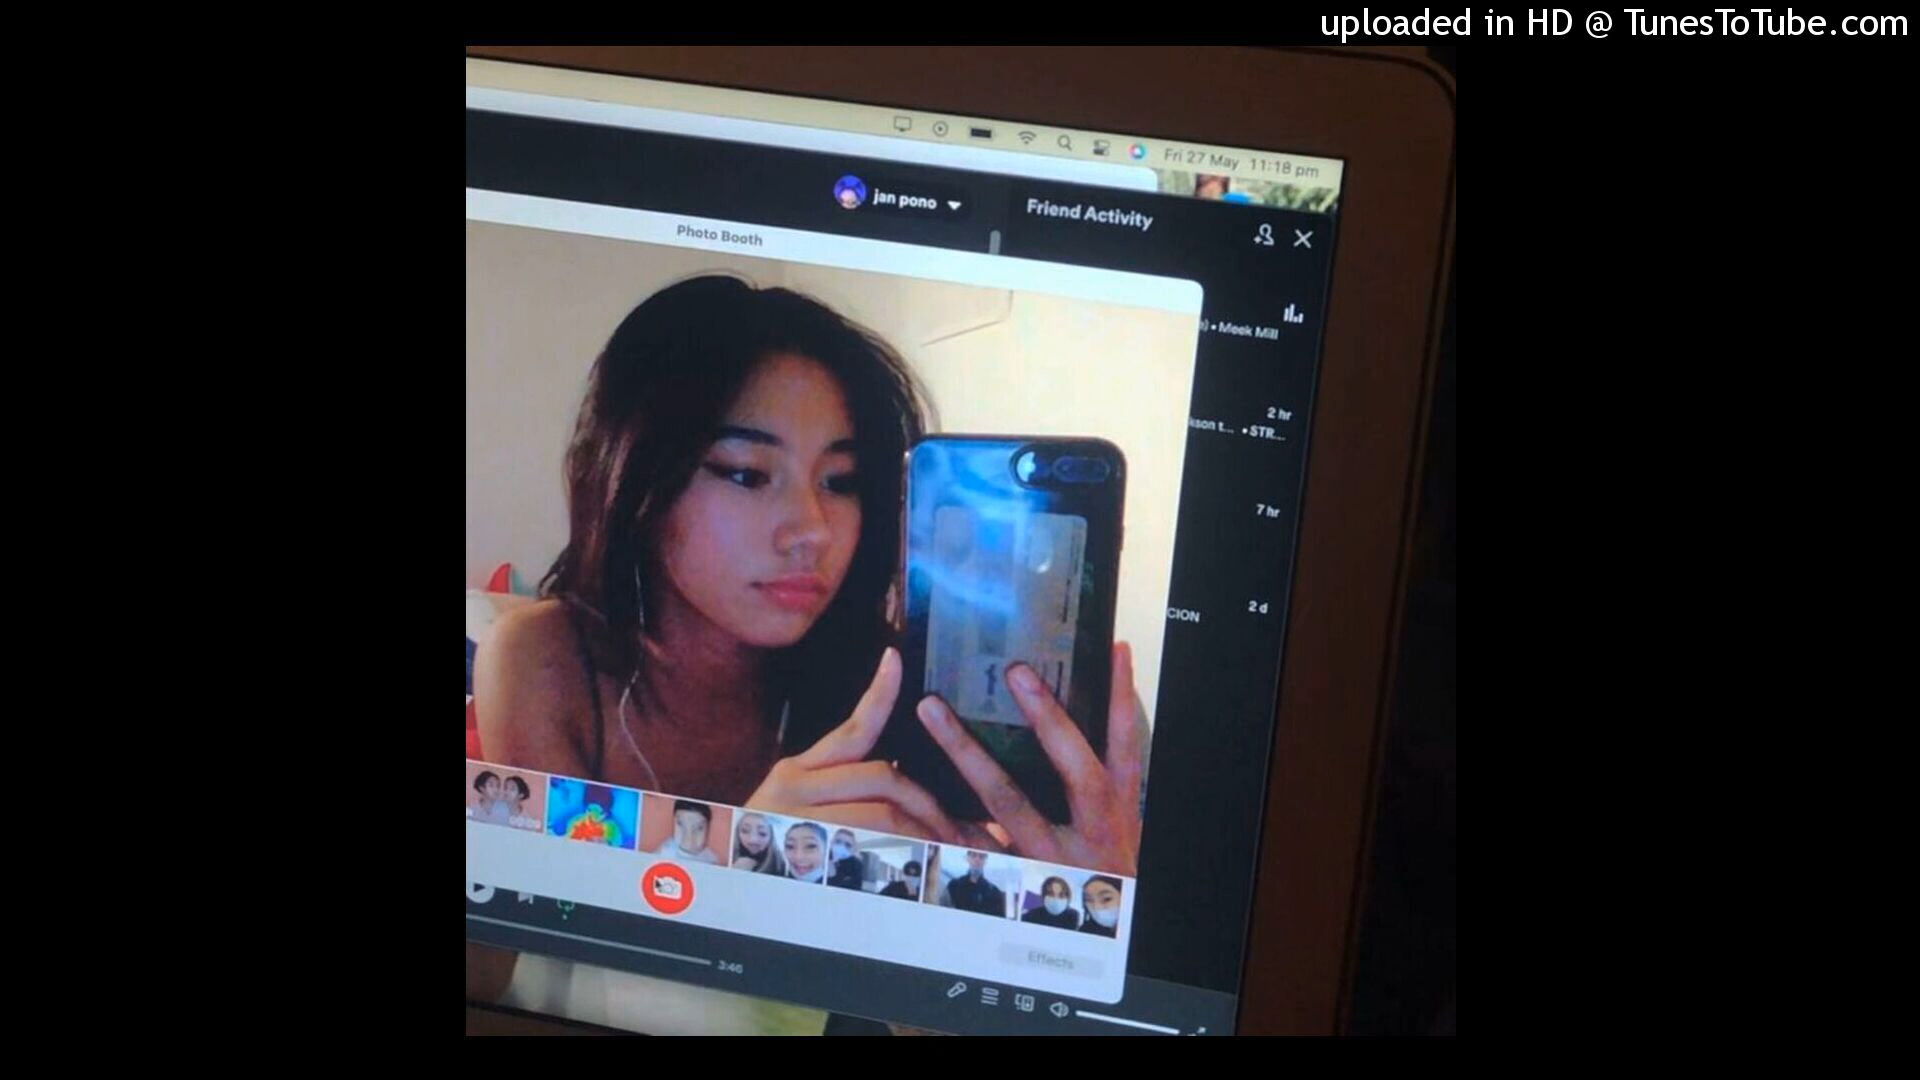 uploaded in HD @ TunesToTube.com
Fri 27 May 11:18 pm
jan pono
Friend Activity
Photo Booth
• Meek Mill
2 hr
kson t... • STR...
7 hr
2 d
CION
Effects
3:46